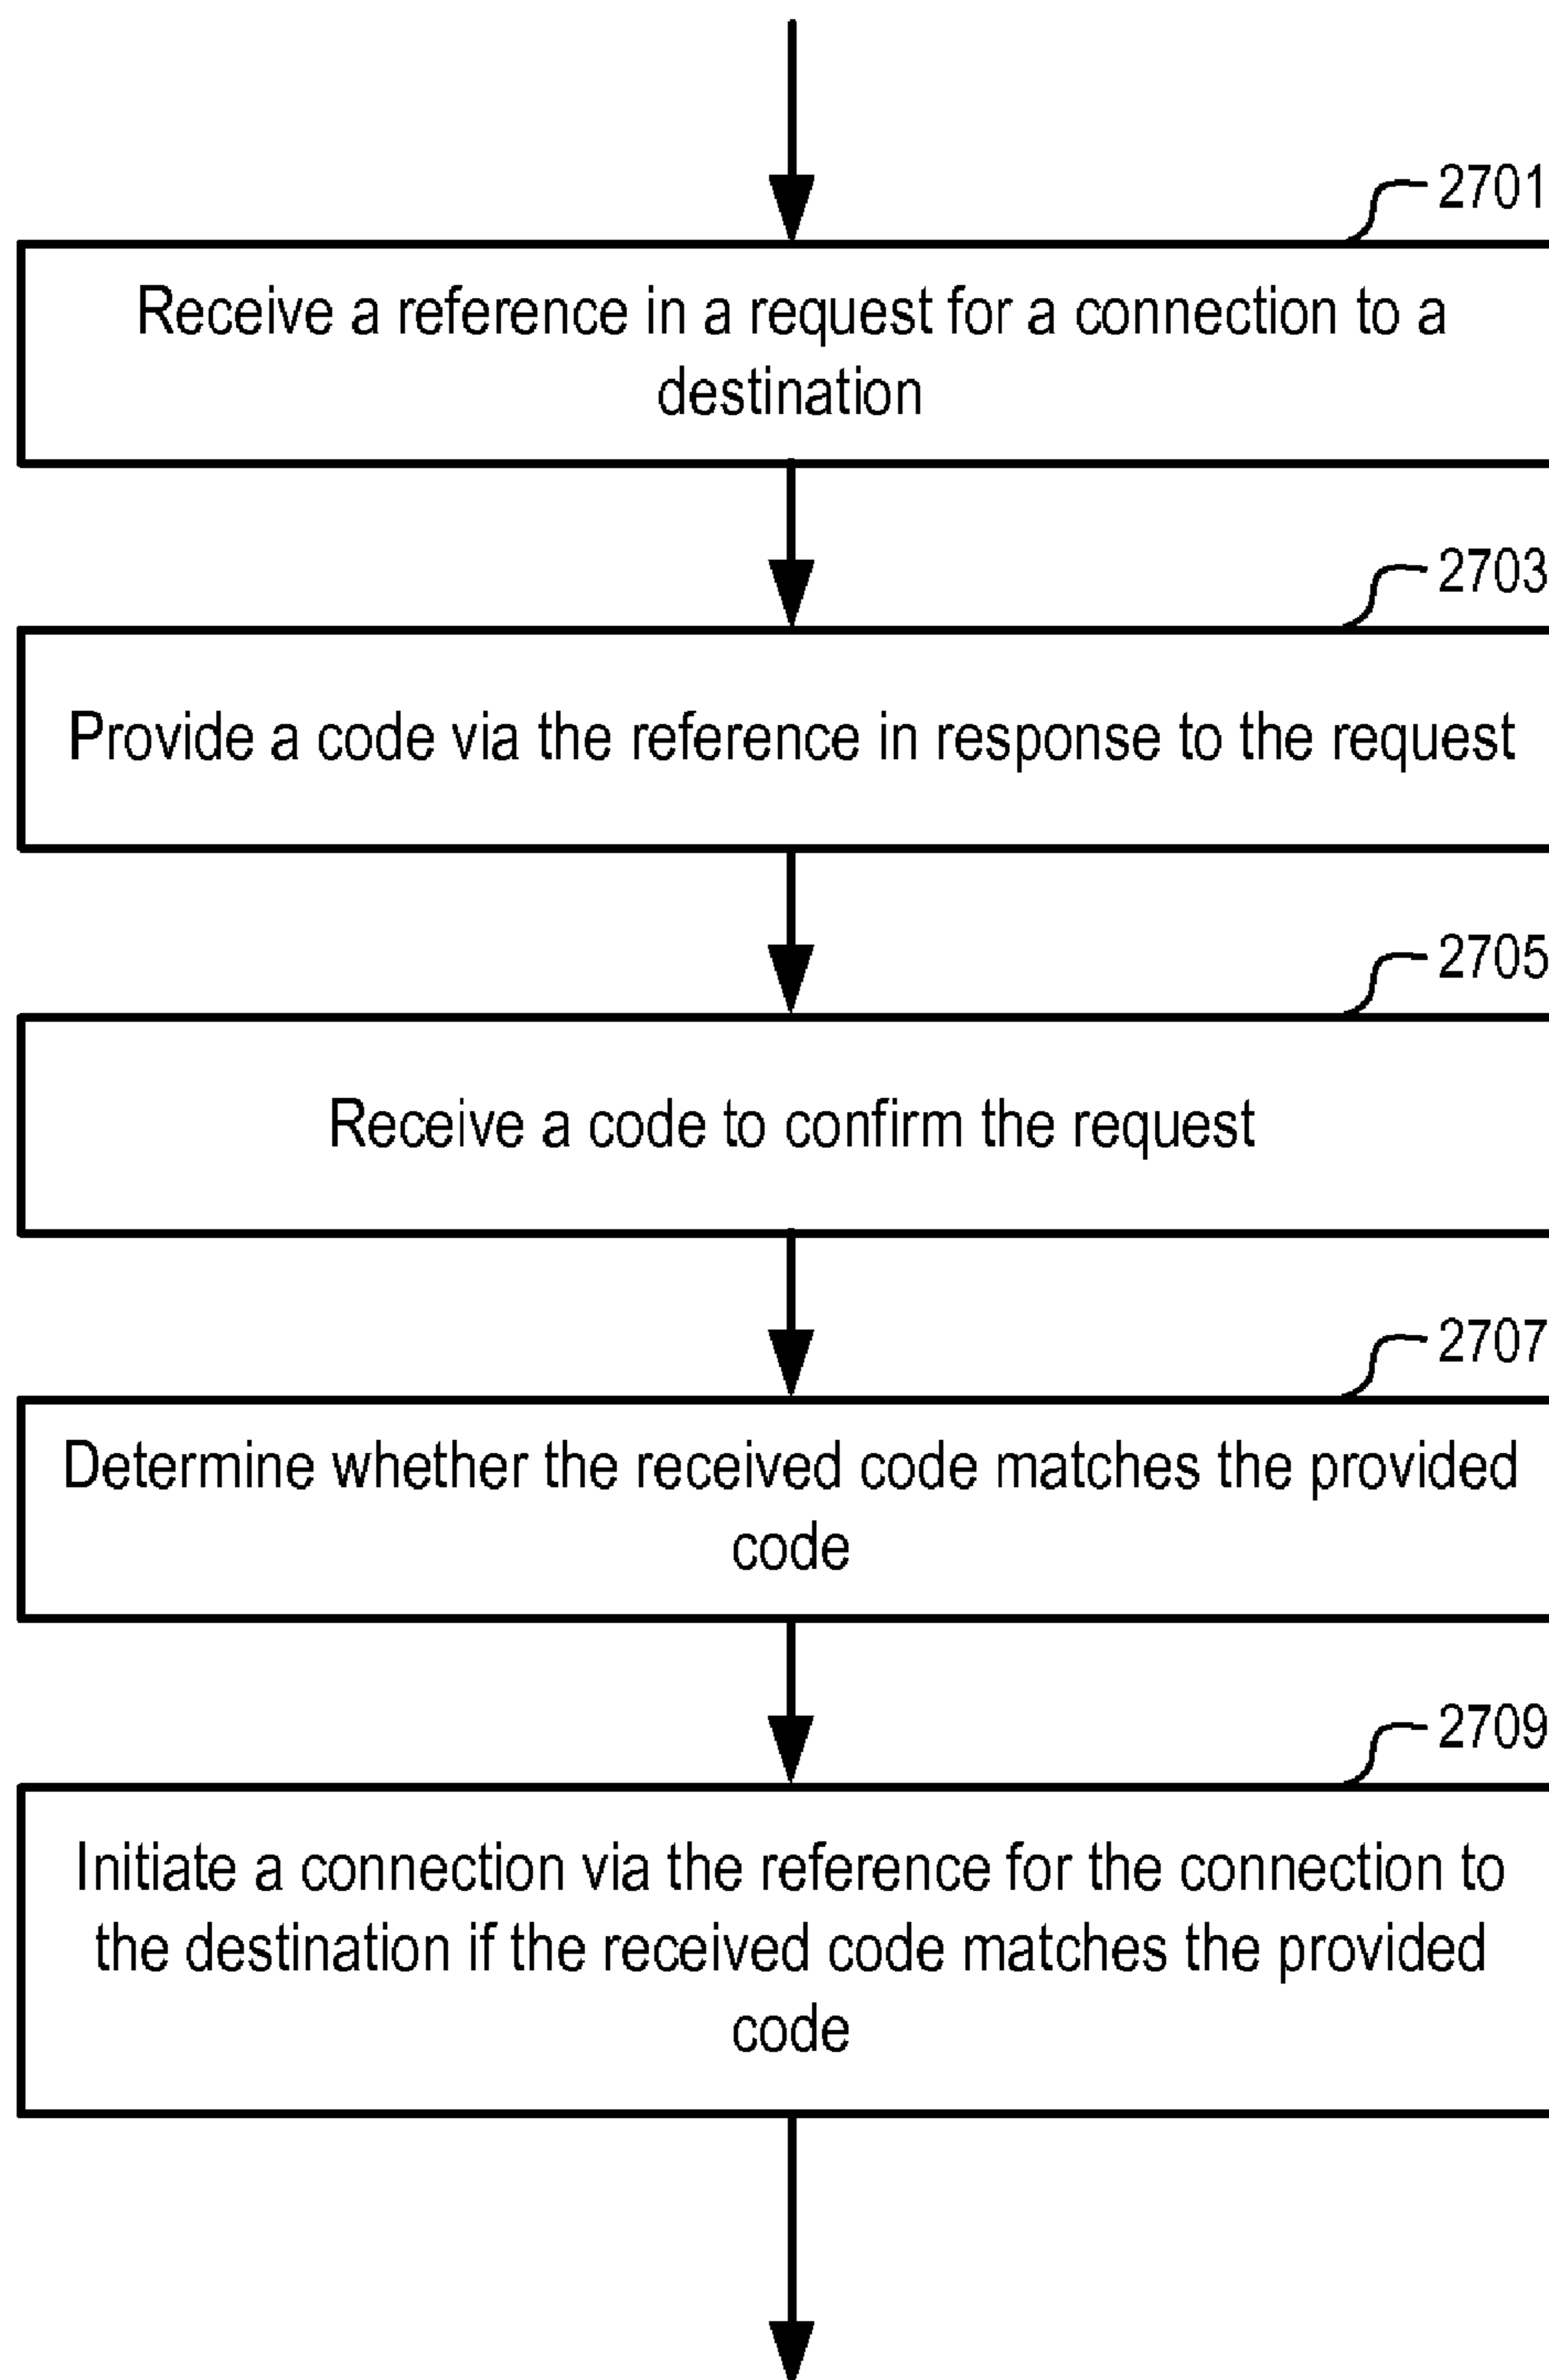 2701
Receive a reference in a request for a connection to a
destination
2703
Provide a code via the reference in response to the request
2705
Receive a code to confirm the request
2707
Determine whether the received code matches the provided
code
2709
Initiate a connection via the reference for the connection to
the destination if the received code matches the provided
code